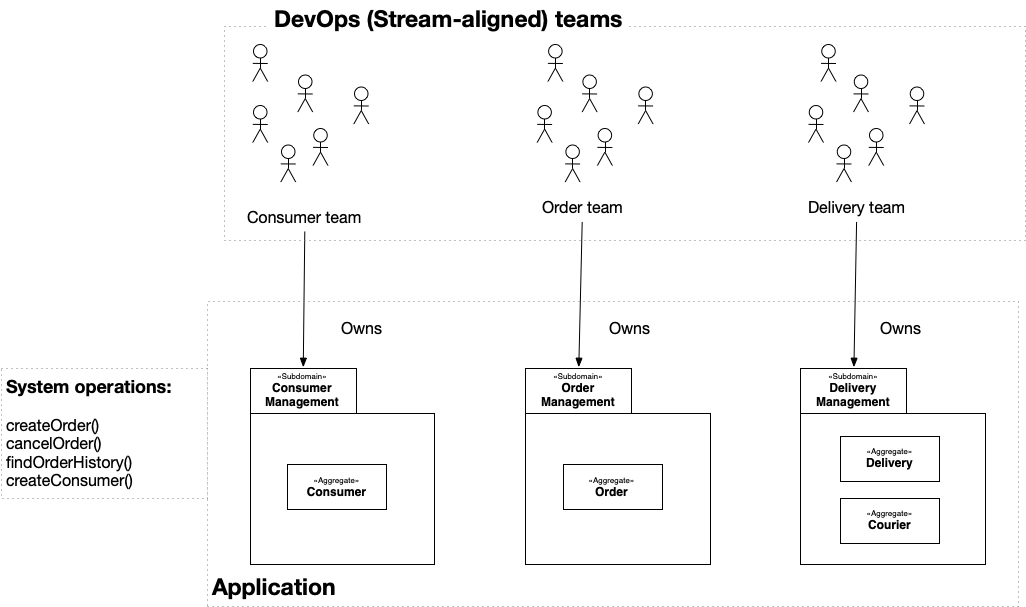 DevOps (Stream-aligned) teams
Consumer team
Order team
Delivery team
Owns
Owns
Owns
System operations:
createOrder()
cancelOrder()
findOrderHistory()
createConsumer()
«Subdomain»
Consumer
Management
«Aggregate»
Consumer
«Subdomain»
Order
Management
«Aggregate»
Order
«Subdomain»
Delivery
Management
«Aggregate»
Delivery
«Aggregate»
Courier
Application